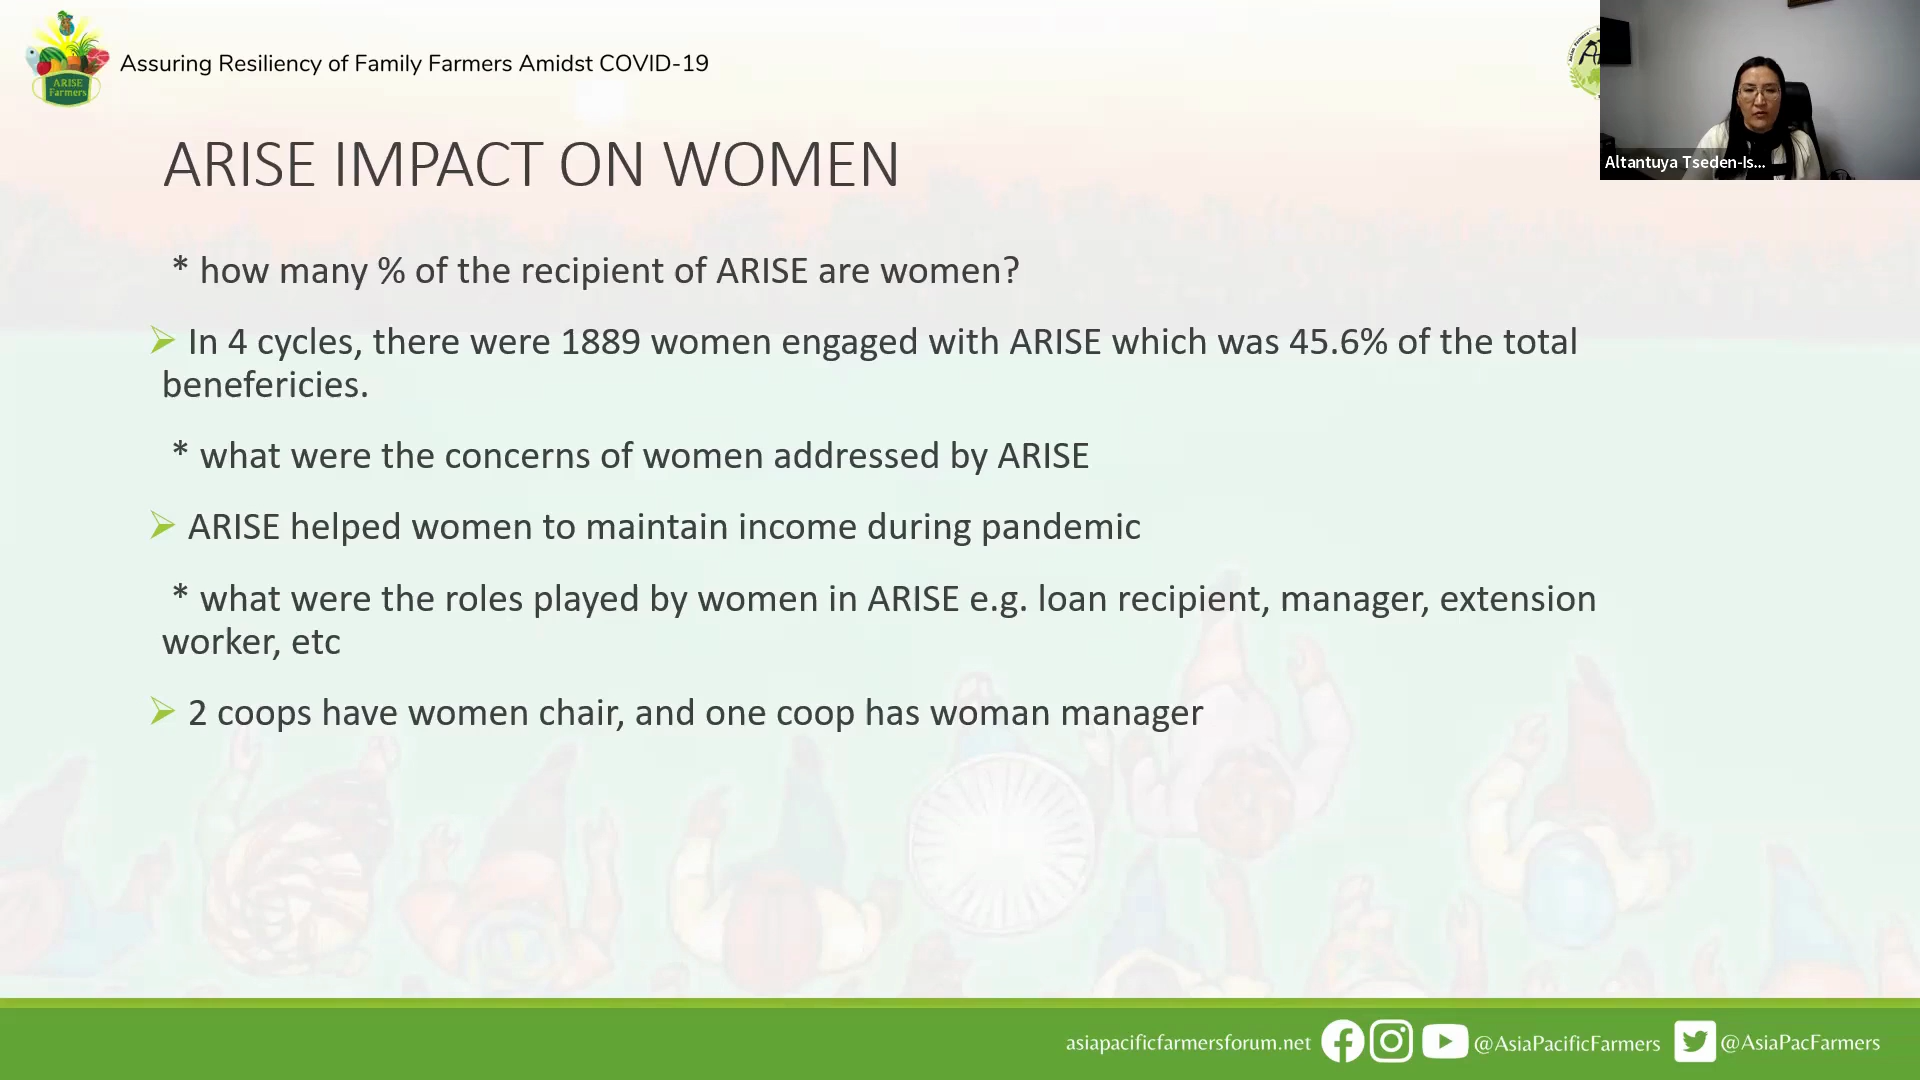 ARISE
Farmers
Assuring Resiliency of Family Farmers Amidst COVID-19
Altantuya Tseden-Is...
ARISE IMPACT ON WOMEN
* how many % of the recipient of ARISE are women?
In 4 cycles, there were 1889 women engaged with ARISE which was 45.6% of the total
benefericies.
* what were the concerns of women addressed by ARISE
ARISE helped women to maintain income during pandemic
* what were the roles played by women in ARISE e.g. loan recipient, manager, extension
worker, etc
2 coops have women chair, and one coop has woman manager
asiapacificfarmersforum.net @AsiaPacificFarmers @AsiaPacFarmers